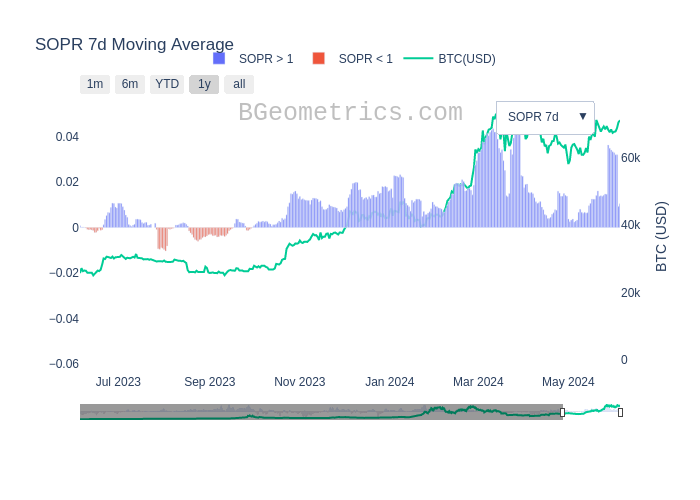 SOPR 7d Moving Average
SOPR > 1 SOPR < 1 BTC(USD)
1m 6m YTD 1y all
BGeometrics.com
SOPR 7d ▼
0.04
0.02
0
−0.02
−0.04
−0.06
60k
40k
20k
0
BTC (USD)
Jul 2023 Sep 2023 Nov 2023 Jan 2024 Mar 2024 May 2024